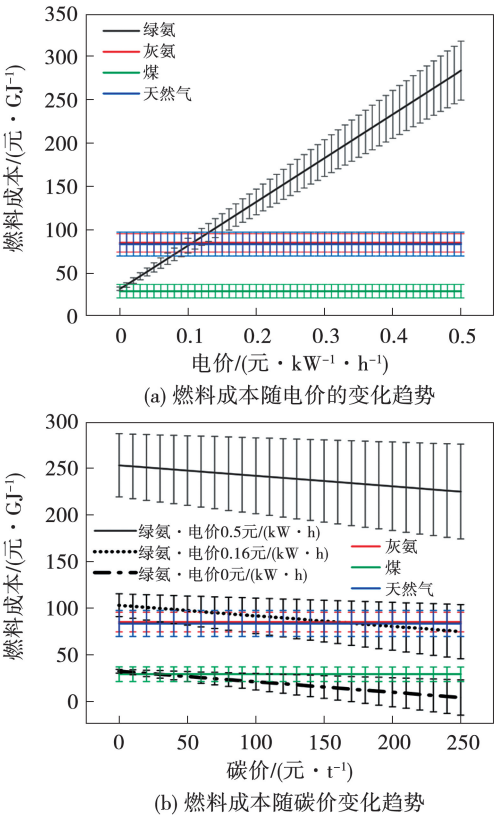 350
300
250
200
150
100
50
0
燃料成本/(元·GJ⁻¹)
绿氨
灰氨
煤
天然气
0 0.1 0.2 0.3 0.4 0.5
电价/(元·kW⁻¹·h⁻¹)
(a) 燃料成本随电价的变化趋势
300
250
200
150
100
50
0
燃料成本/(元·GJ⁻¹)
绿氨·电价0.5元/(kW·h)
绿氨·电价0.16元/(kW·h)
绿氨·电价0元/(kW·h)
灰氨
煤
天然气
0 50 100 150 200 250
碳价/(元·t⁻¹)
(b) 燃料成本随碳价变化趋势